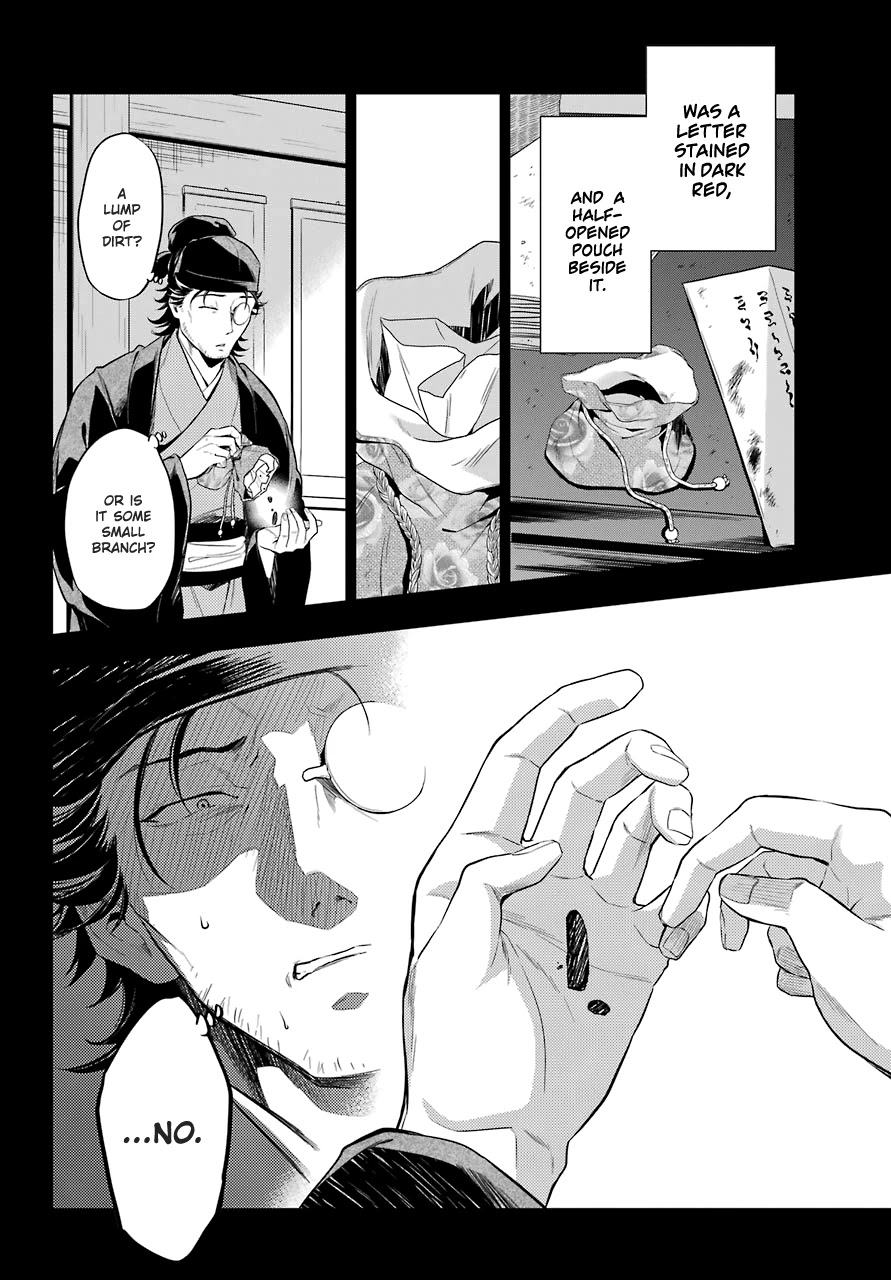 WAS A
LETTER
STAINED
IN DARK
RED,
AND A
HALF-
OPENED
POUCH
BESIDE
IT.
A
LUMP
OF
DIRT?
OR IS
IT SOME
SMALL
BRANCH?
...NO.